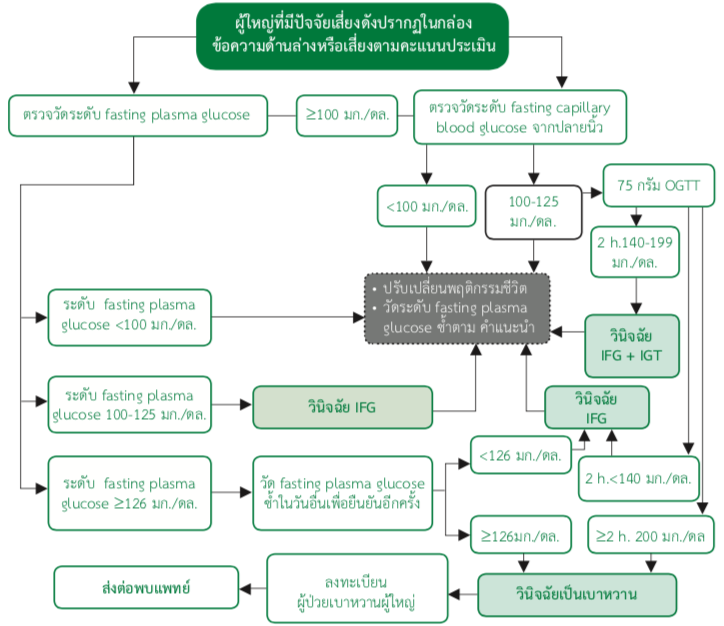 ผู้ใหญ่ที่มีปัจจัยเสี่ยงดังปรากฏในกล่อง
ข้อความด้านล่างหรือเสี่ยงตามคะแนนประเมิน
ตรวจวัดระดับ fasting plasma glucose
≥100 มก./ดล.
ตรวจวัดระดับ fasting capillary
blood glucose จากปลายนิ้ว
<100 มก./ดล.
100-125
มก./ดล.
75 กรัม OGTT
2 h.140-199
มก./ดล.
• ปรับเปลี่ยนพฤติกรรมชีวิต
• วัดระดับ fasting plasma
glucose ซ้ำตาม คำแนะนำ
ระดับ fasting plasma
glucose <100 มก./ดล.
วินิจฉัย
IFG + IGT
ระดับ fasting plasma
glucose 100-125 มก./ดล.
วินิจฉัย IFG
วินิจฉัย
IFG
ระดับ fasting plasma
glucose ≥126 มก./ดล.
วัด fasting plasma glucose
ซ้ำในวันอื่นเพื่อยืนยันอีกครั้ง
<126 มก./ดล.
2 h.<140 มก./ดล.
≥126มก./ดล.
≥2 h. 200 มก./ดล
ส่งต่อพบแพทย์
ลงทะเบียน
ผู้ป่วยเบาหวานผู้ใหญ่
วินิจฉัยเป็นเบาหวาน